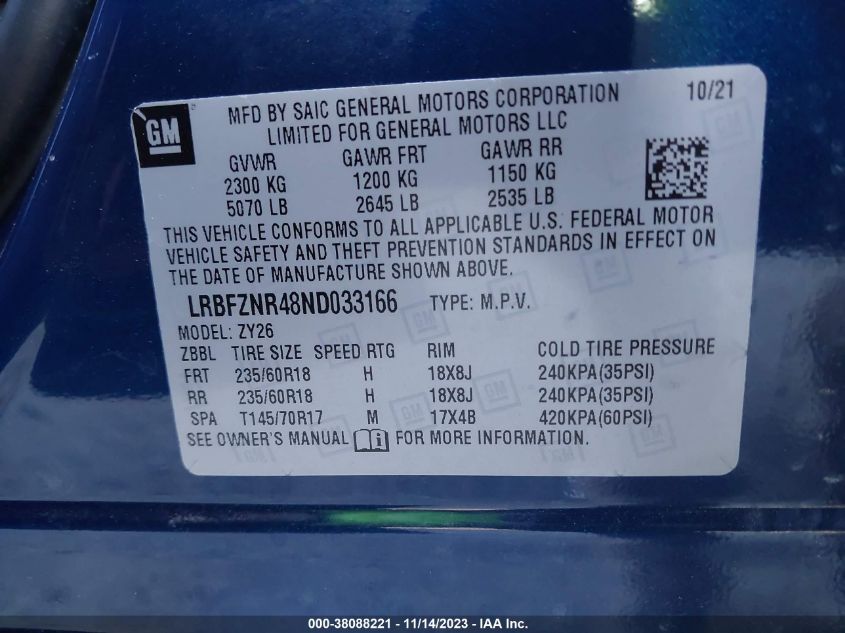 GM
MFD BY SAIC GENERAL MOTORS CORPORATION 10/21
LIMITED FOR GENERAL MOTORS LLC
GVWR GAWR FRT GAWR RR
2300 KG 1200 KG 1150 KG
5070 LB 2645 LB 2535 LB
THIS VEHICLE CONFORMS TO ALL APPLICABLE U.S. FEDERAL MOTOR
VEHICLE SAFETY AND THEFT PREVENTION STANDARDS IN EFFECT ON
THE DATE OF MANUFACTURE SHOWN ABOVE.
LRBFZNR48ND033166 TYPE: M.P.V.
MODEL: ZY26
ZBBL TIRE SIZE SPEED RTG RIM COLD TIRE PRESSURE
FRT 235/60R18 H 18X8J 240KPA(35PSI)
RR 235/60R18 H 18X8J 240KPA(35PSI)
SPA T145/70R17 M 17X4B 420KPA(60PSI)
SEE OWNER'S MANUAL FOR MORE INFORMATION.
000-38088221 - 11/14/2023 - IAA Inc.